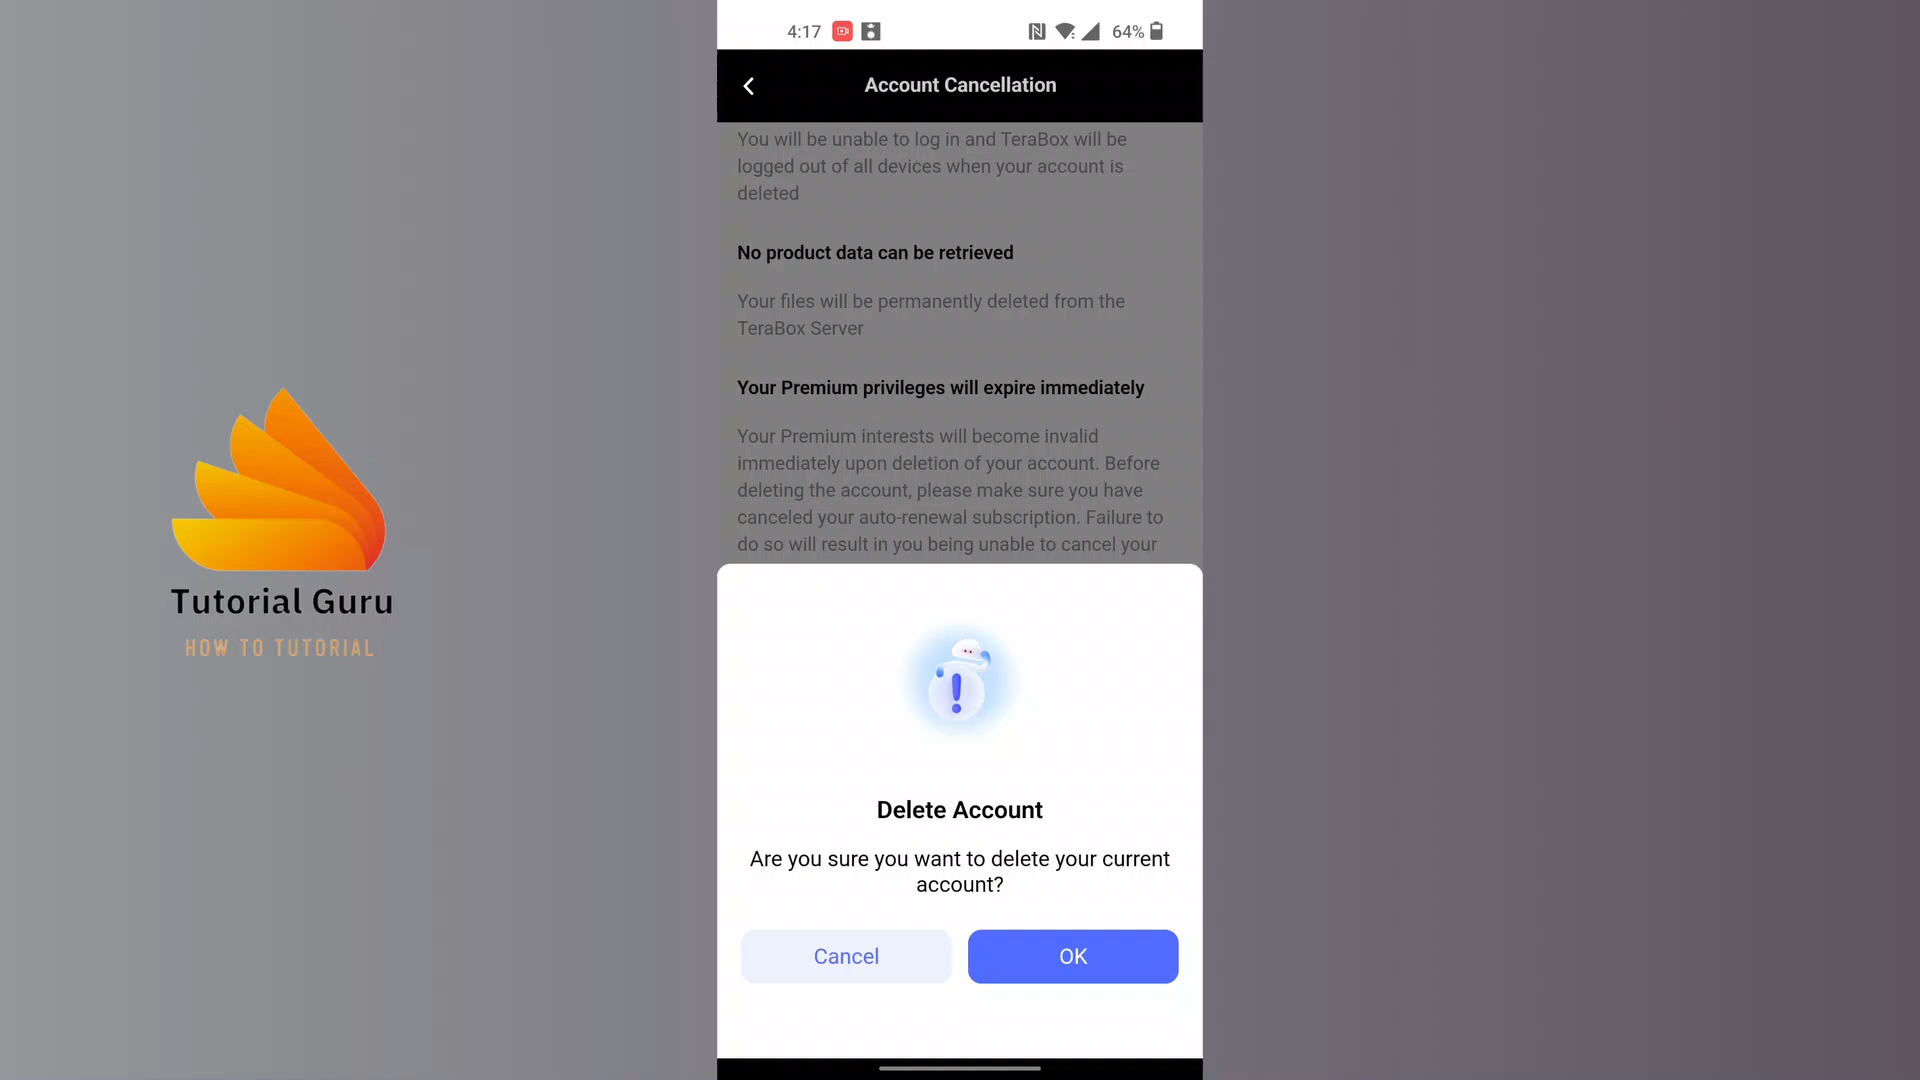 4:17
64%
Account Cancellation
You will be unable to log in and TeraBox will be
logged out of all devices when your account is
deleted
No product data can be retrieved
Your files will be permanently deleted from the
TeraBox Server
Your Premium privileges will expire immediately
Your Premium interests will become invalid
immediately upon deletion of your account. Before
deleting the account, please make sure you have
canceled your auto-renewal subscription. Failure to
do so will result in you being unable to cancel your
Tutorial Guru
HOW TO TUTORIAL
Delete Account
Are you sure you want to delete your current
account?
Cancel
OK